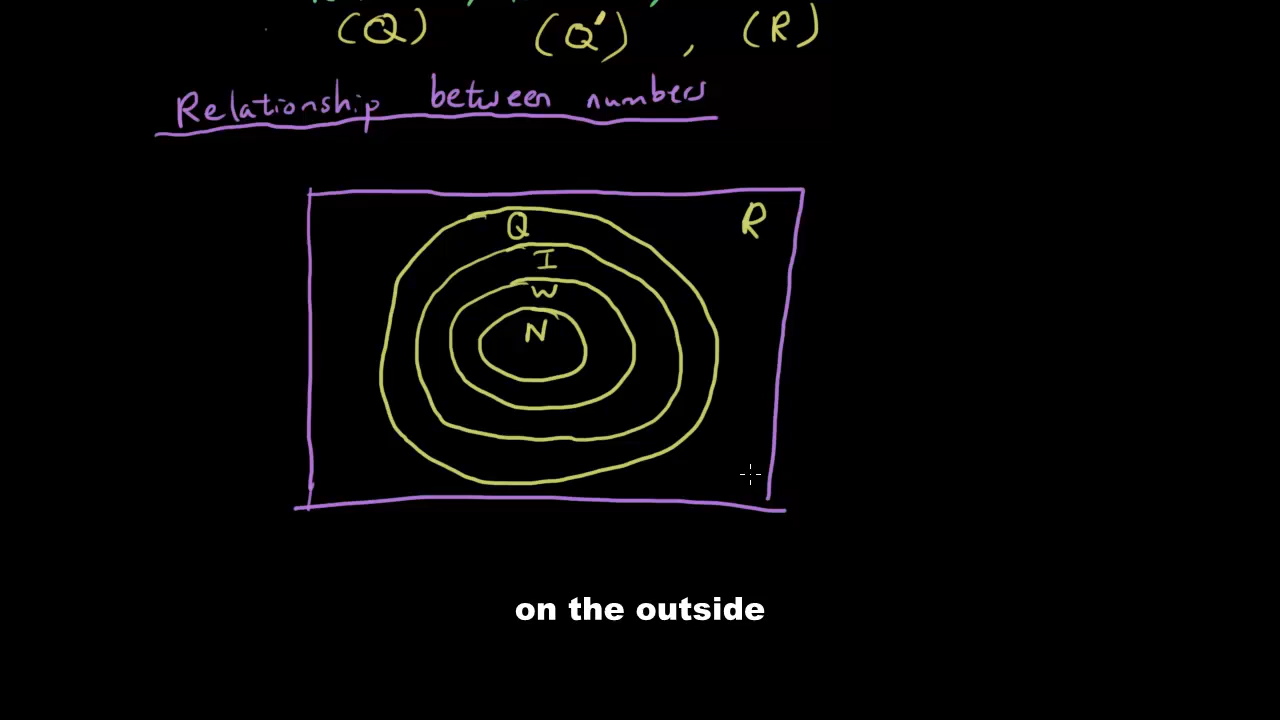 (Q) (Q′) , (R)
Relationship between numbers
Q
R
I
W
N
on the outside